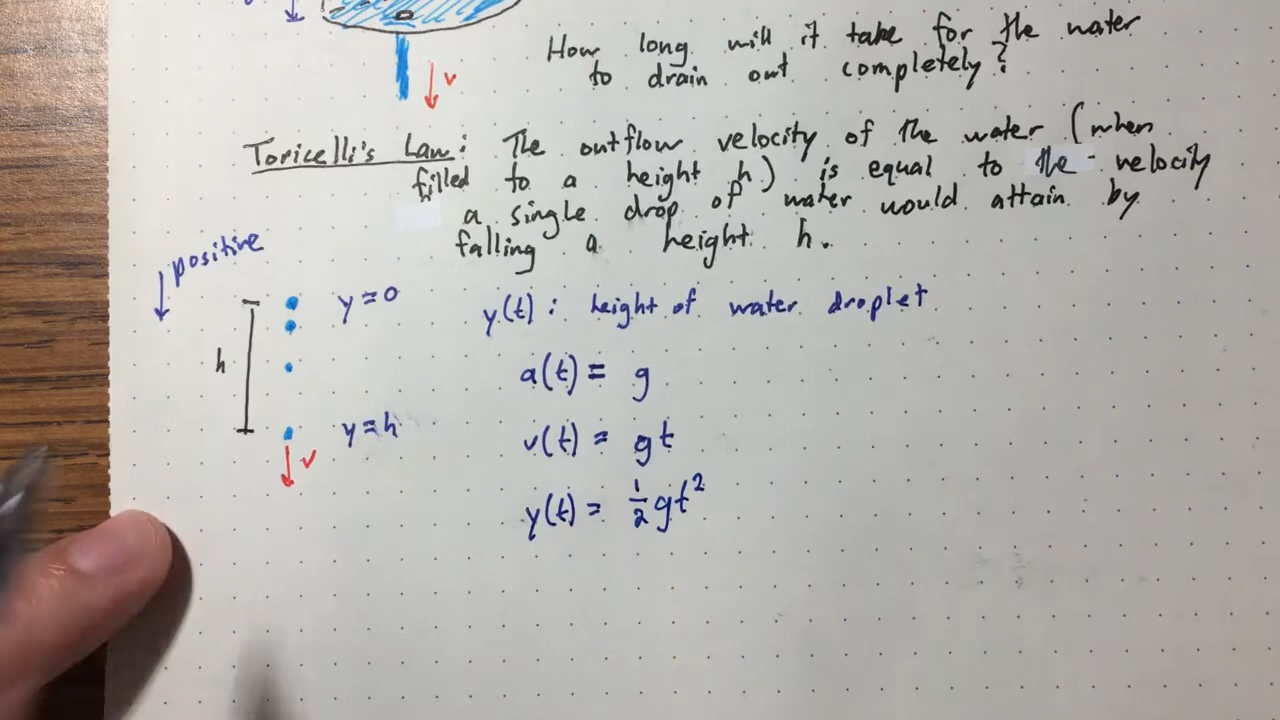 How long will it take for the water
to drain out completely?
v
Toricelli's Law: The outflow velocity of the water (when
filled to a height h) is equal to the velocity
a single drop of water would attain by
falling a height h.
positive
y=0
y(t): height of water droplet
h
a(t) = g
y=h
v(t) = gt
v
y(t) = 1/2 gt²